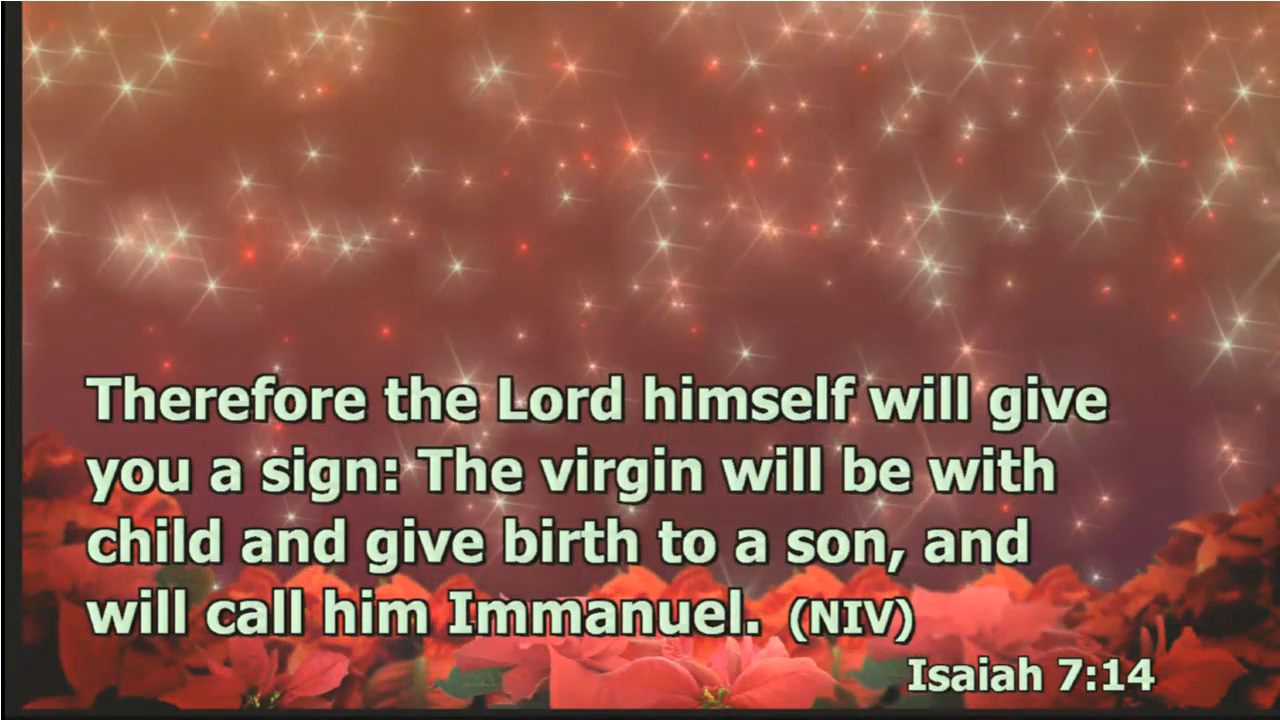 Therefore the Lord himself will give
you a sign: The virgin will be with
child and give birth to a son, and
will call him Immanuel. (NIV)
Isaiah 7:14